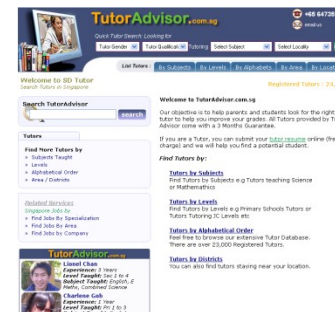 TutorAdvisor.com.sg
+65 64735
Quick Tutor Search: Looking for
Tutor Gender
Tutor Qualificati
Tutoring
Select Subject
Select Locality
List Tutors :
By Subjects
By Levels
By Alphabets
By Area
By Locat
Welcome to SD Tutor
Search Tutors in Singapore
Registered Tutors : 23,
Search TutorAdvisor
search
Tutors
Find More Tutors by
Subjects Taught
Levels
Alphabetical Order
Area / Districts
Related Services
Singapore Jobs by
Find Jobs By Specialization
Find Jobs By Area
Find Jobs by Company
TutorAdvisor.com.sg
Lionel Chan
Experience: 3 Years
Level Taught: Sec 1 to 4
Subject Taught: English, E
Maths, Combined Science
Charlene Goh
Experience: 1 Year
Level Taught: Pri 1 to 3
Welcome to TutorAdvisor.com.sg
Our objective is to help parents and students look for the right
tutor to help you improve your grades. All Tutors provided by T
Advisor come with a 3 Months Guarantee.
If you are a Tutor, you can submit your tutor resume online (fre
charge) and we will help you find a potential student.
Find Tutors by:
Tutors by Subjects
Find Tutors by Subjects e.g Tutors teaching Science
or Mathemathics
Tutors by Levels
Find Tutors by Levels e.g Primary Schools Tutors or
Tutors Tutoring JC Levels etc
Tutors by Alphabetical Order
Feel free to browse our extensive Tutor Database.
There are over 23,000 Registered Tutors.
Tutors by Districts
You can also find tutors staying near your location.